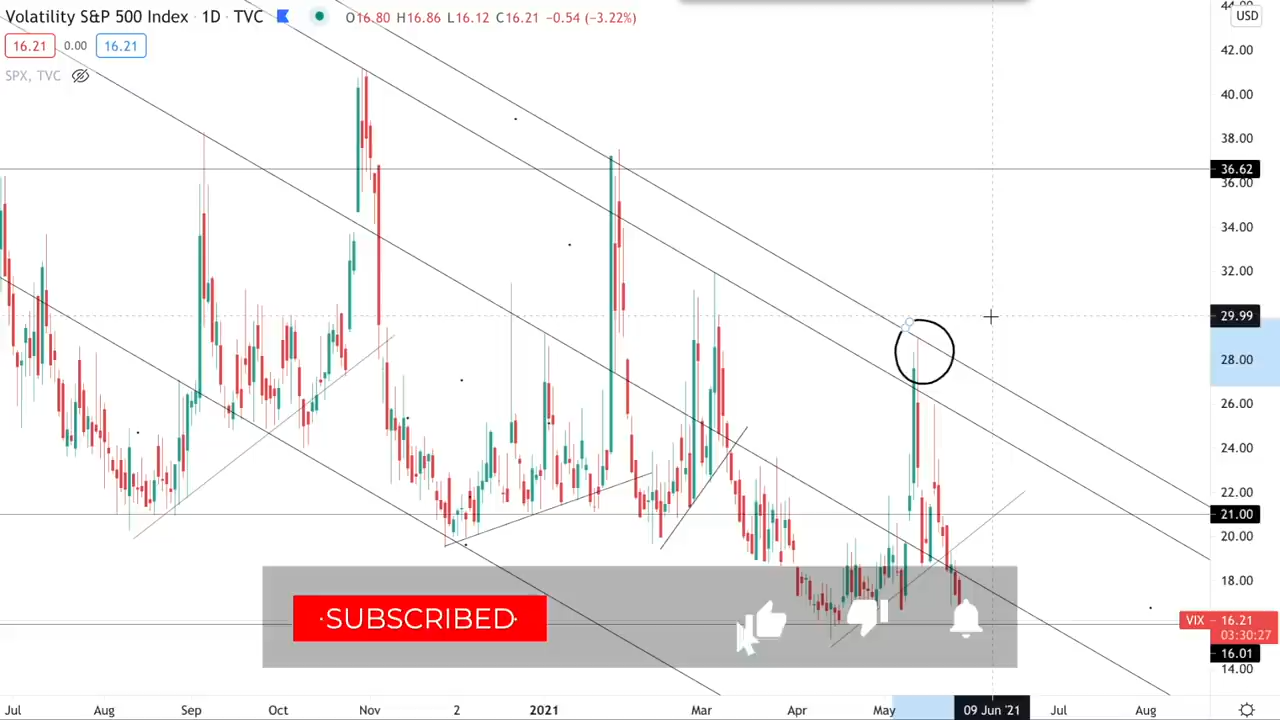 Volatility S&P 500 Index · 1D · TVC O16.80 H16.86 L16.12 C16.21 −0.54 (−3.22%)
16.21 0.00 16.21
SPX, TVC
USD
44.00
42.00
40.00
38.00
36.62
36.00
34.00
32.00
29.99
28.00
26.00
24.00
22.00
21.00
20.00
18.00
VIX 16.21
03:30:27
16.01
14.00
SUBSCRIBED
Jul Aug Sep Oct Nov 2 2021 Mar Apr May 09 Jun '21 Jul Aug